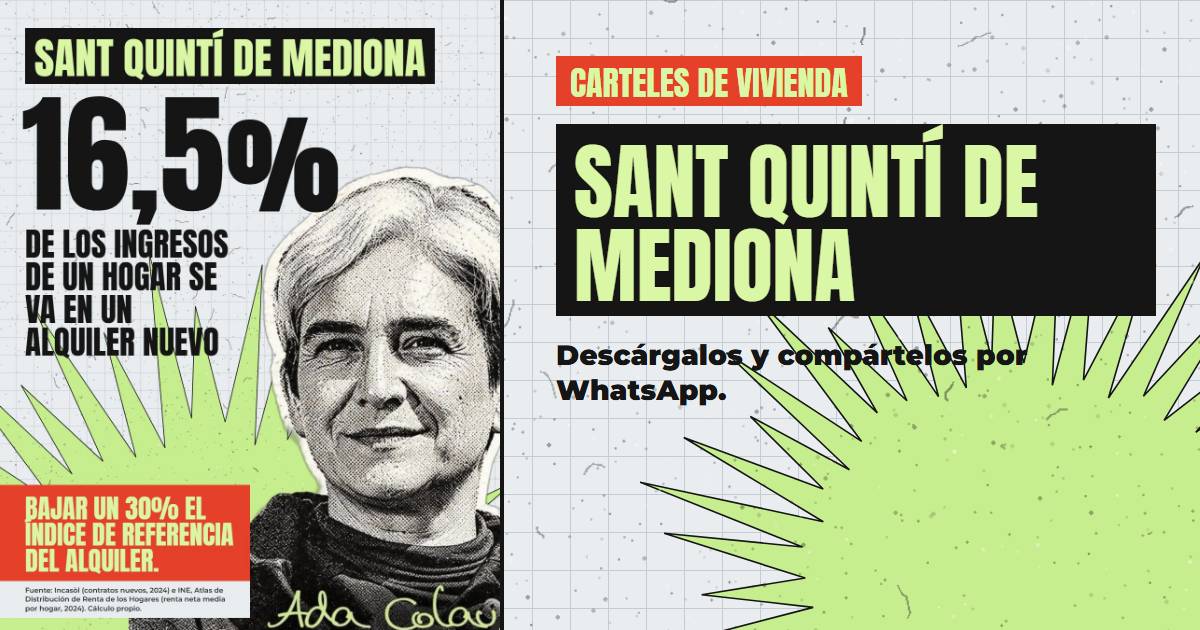 SANT QUINTÍ DE MEDIONA
16,5%
DE LOS INGRESOS
DE UN HOGAR SE
VA EN UN
ALQUILER NUEVO
BAJAR UN 30% EL
ÍNDICE DE REFERENCIA
DEL ALQUILER.
Fuente: Incasòl (contratos nuevos, 2024) e INE, Atlas de
Distribución de Renta de los Hogares (renta neta media
por hogar, 2024). Cálculo propio.
Ada Colau
CARTELES DE VIVIENDA
SANT QUINTÍ DE
MEDIONA
Descárgalos y compártelos por
WhatsApp.